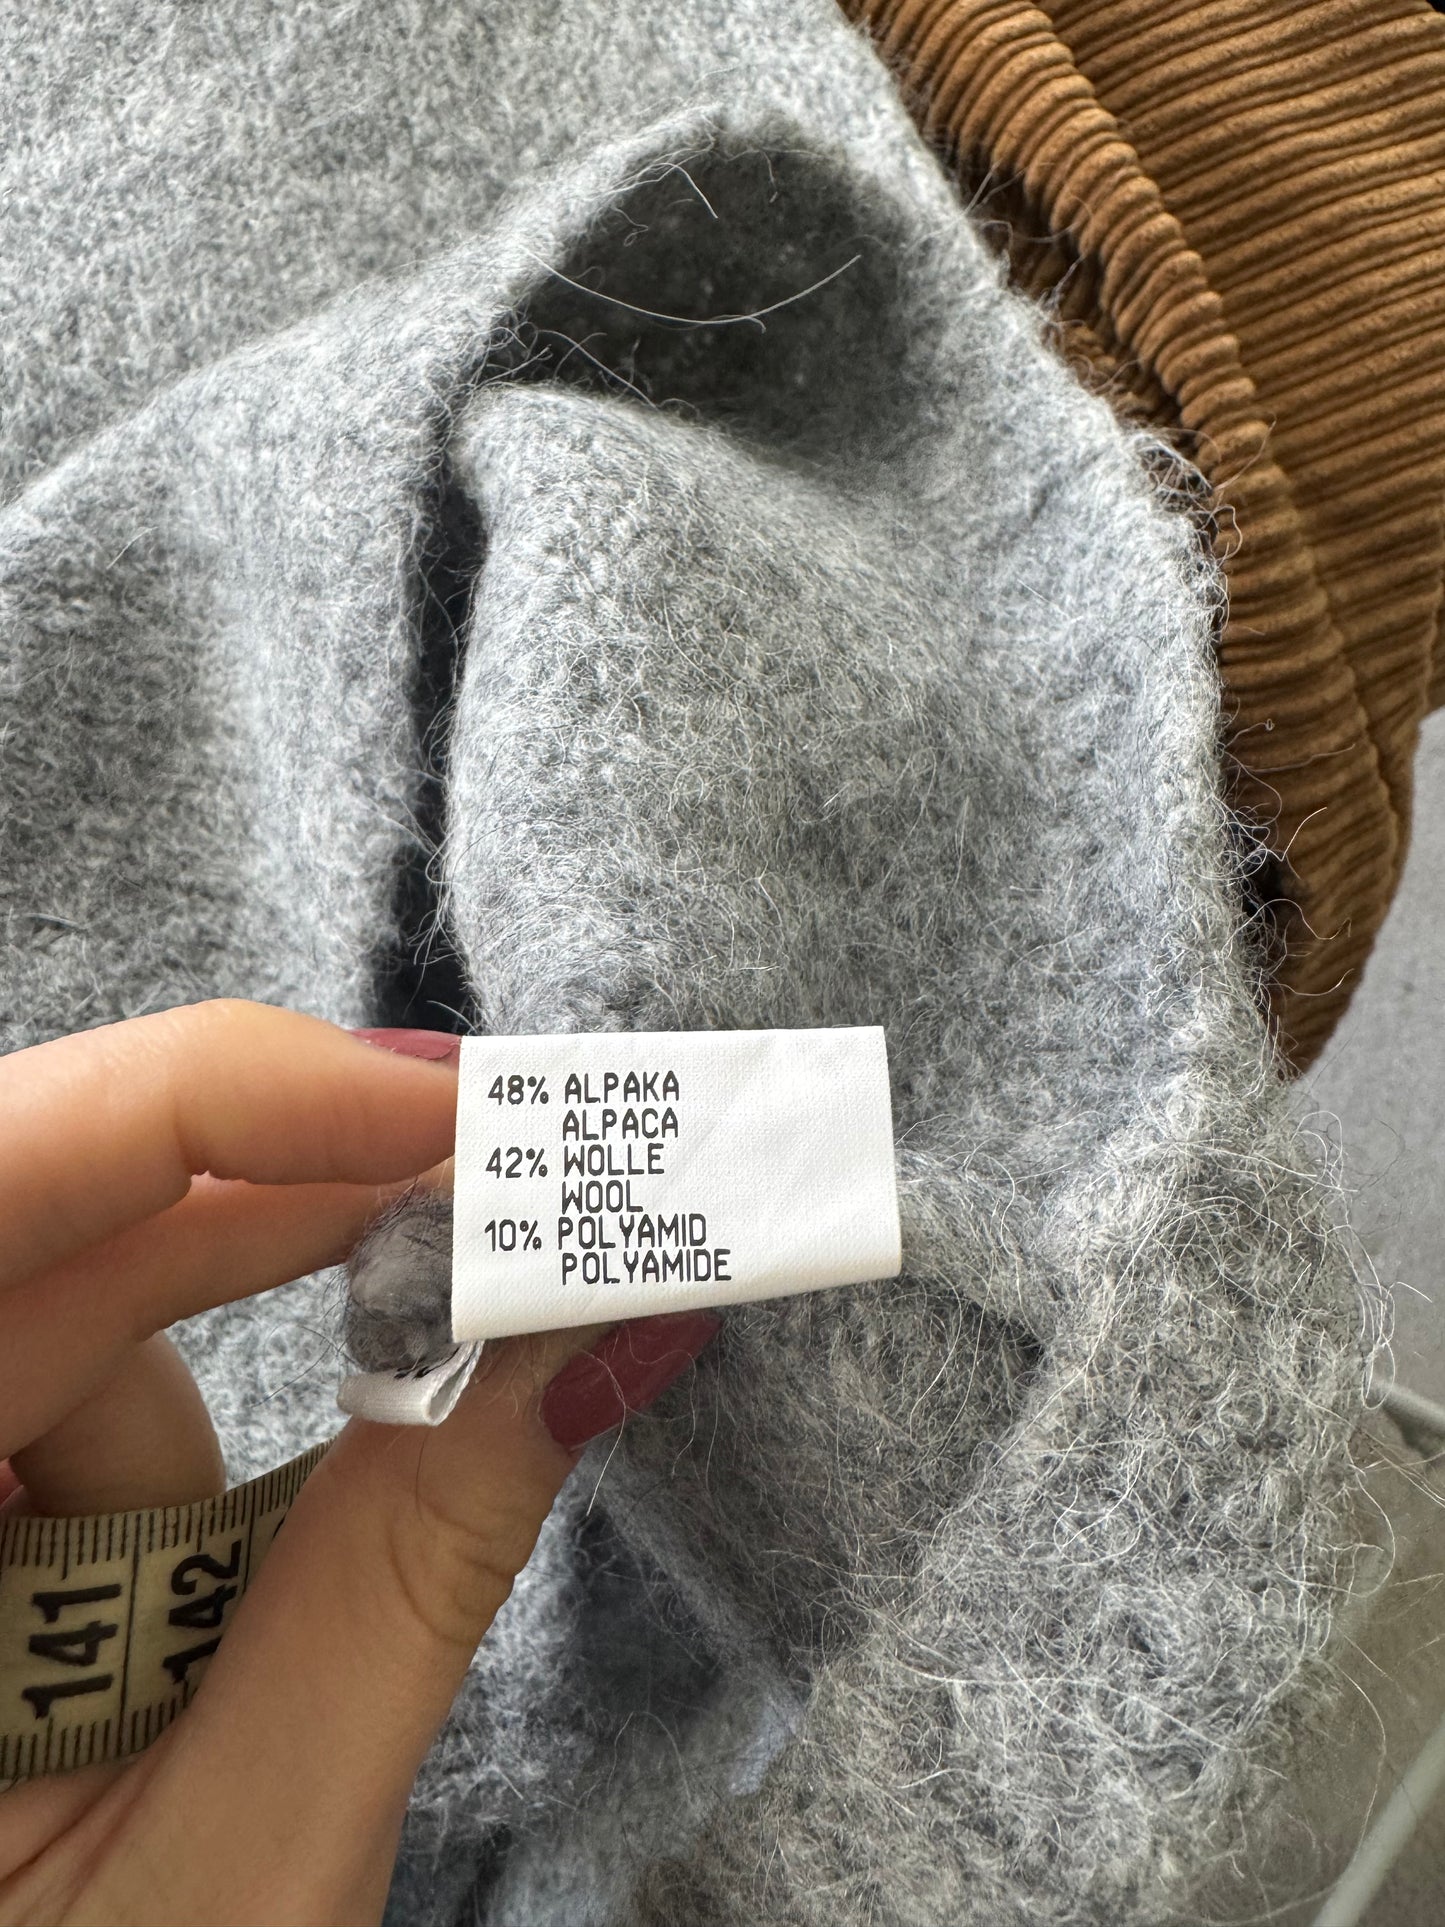 48% ALPAKA
ALPACA
42% WOLLE
WOOL
10% POLYAMID
POLYAMIDE
141
142